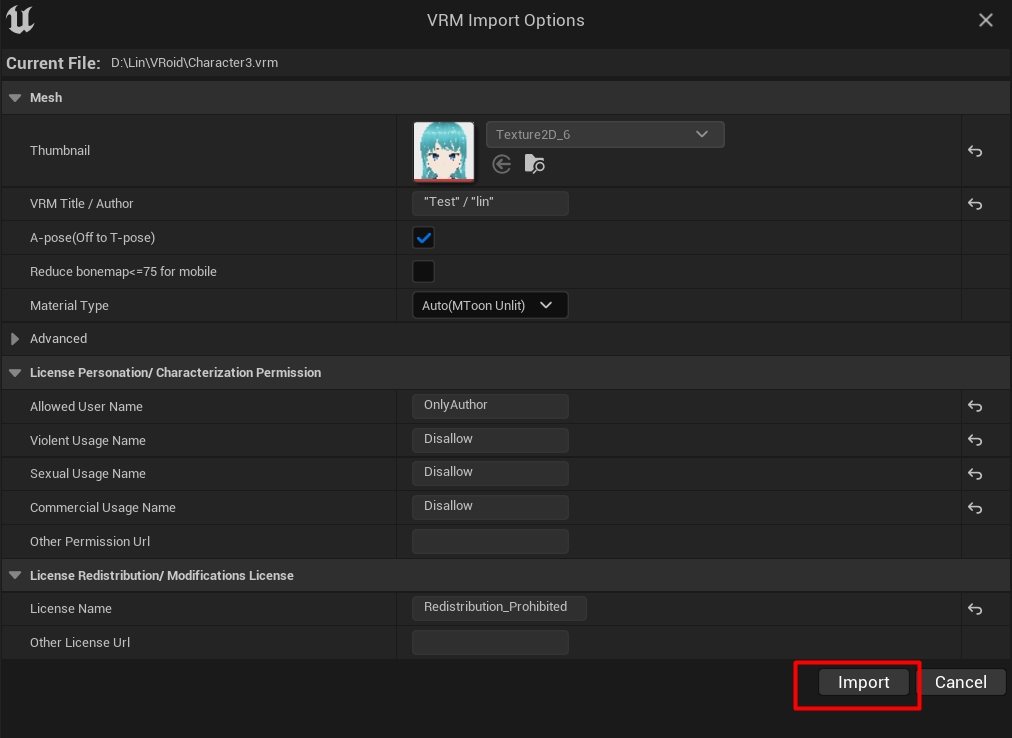 VRM Import Options
Current File: D:\Lin\VRoid\Character3.vrm
Mesh
Thumbnail
Texture2D_6
VRM Title / Author
"Test" / "lin"
A-pose(Off to T-pose)
Reduce bonemap<=75 for mobile
Material Type
Auto(MToon Unlit)
Advanced
License Personation/ Characterization Permission
Allowed User Name
OnlyAuthor
Violent Usage Name
Disallow
Sexual Usage Name
Disallow
Commercial Usage Name
Disallow
Other Permission Url
License Redistribution/ Modifications License
License Name
Redistribution_Prohibited
Other License Url
Import
Cancel